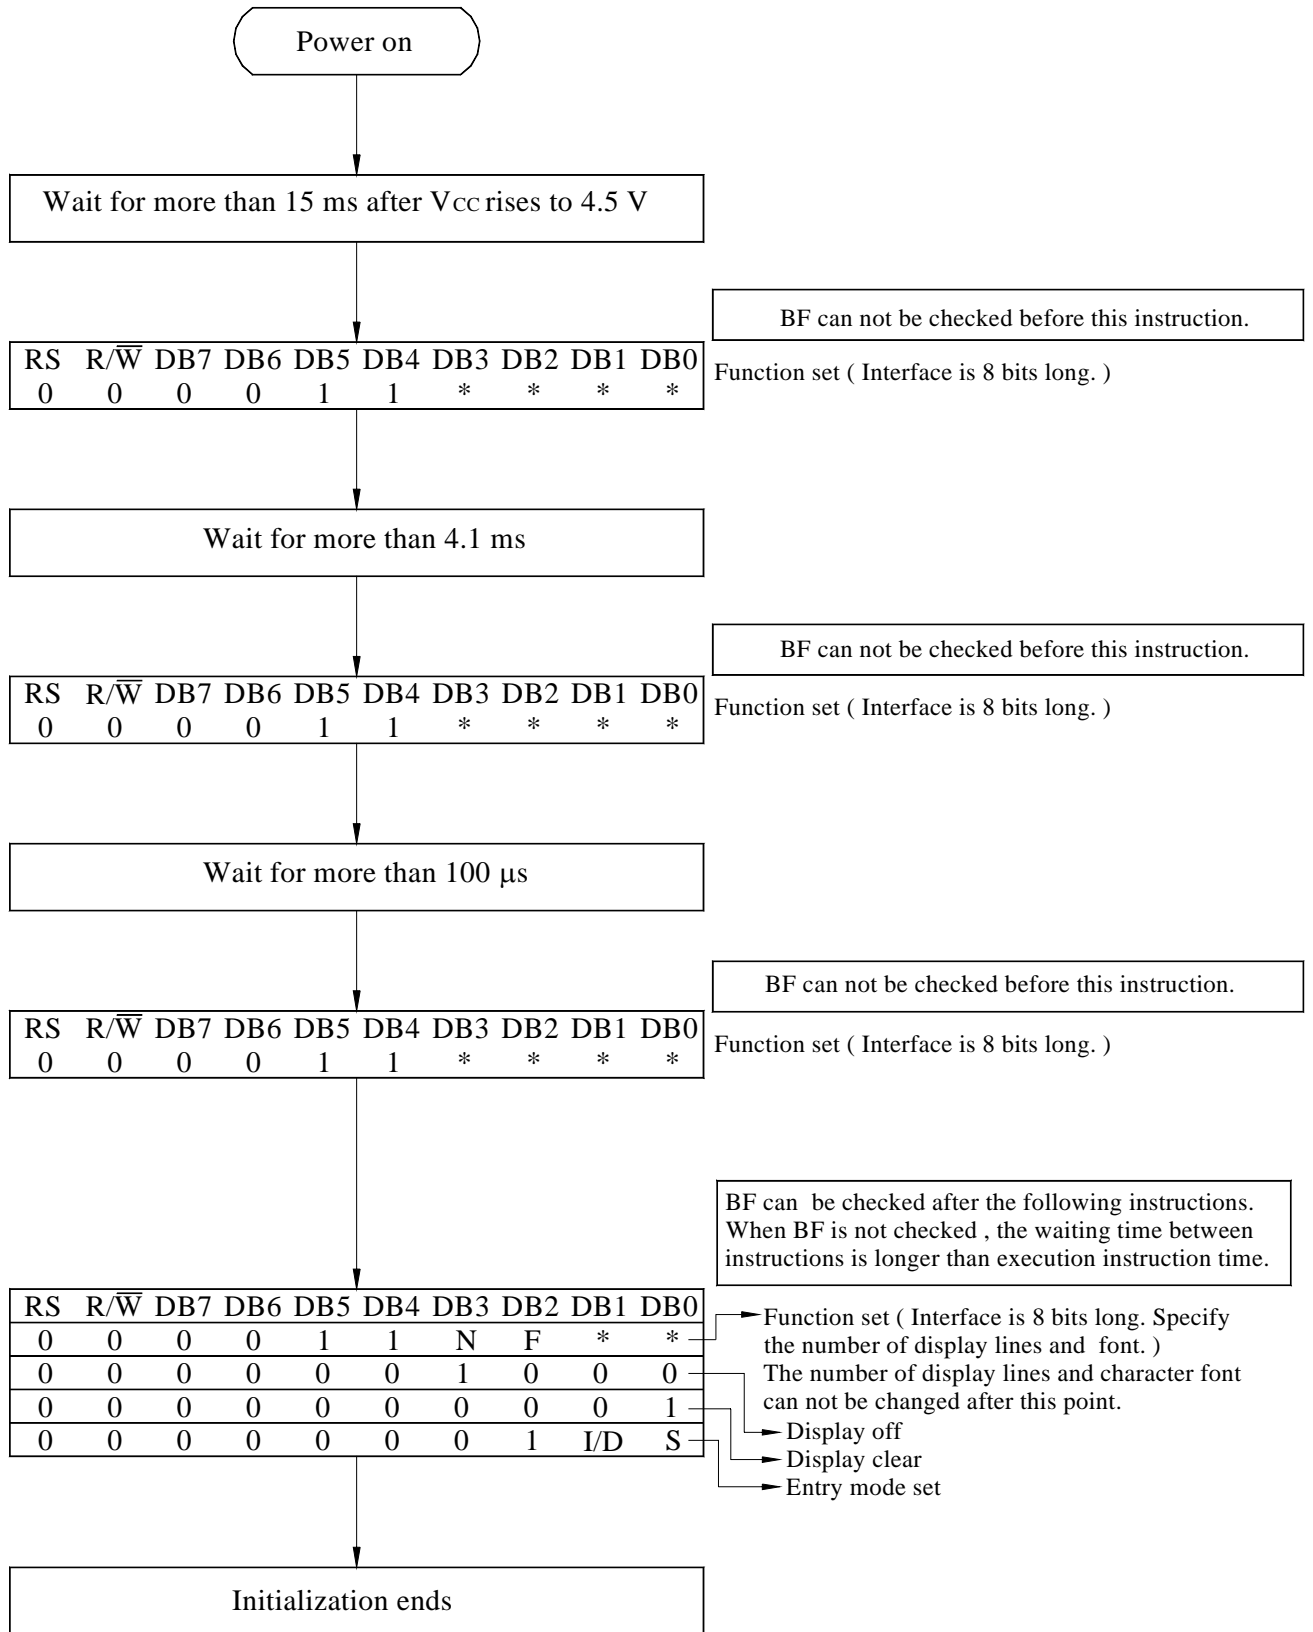 Power on
Wait for more than 15 ms after VCC rises to 4.5 V
BF can not be checked before this instruction.
RS R/W̅ DB7 DB6 DB5 DB4 DB3 DB2 DB1 DB0
0 0 0 0 1 1 * * * *
Function set ( Interface is 8 bits long. )
Wait for more than 4.1 ms
BF can not be checked before this instruction.
RS R/W̅ DB7 DB6 DB5 DB4 DB3 DB2 DB1 DB0
0 0 0 0 1 1 * * * *
Function set ( Interface is 8 bits long. )
Wait for more than 100 μs
BF can not be checked before this instruction.
RS R/W̅ DB7 DB6 DB5 DB4 DB3 DB2 DB1 DB0
0 0 0 0 1 1 * * * *
Function set ( Interface is 8 bits long. )
BF can be checked after the following instructions.
When BF is not checked , the waiting time between
instructions is longer than execution instruction time.
RS R/W̅ DB7 DB6 DB5 DB4 DB3 DB2 DB1 DB0
0 0 0 0 1 1 N F * *
0 0 0 0 0 0 1 0 0 0
0 0 0 0 0 0 0 0 0 1
0 0 0 0 0 0 0 1 I/D S
Function set ( Interface is 8 bits long. Specify
the number of display lines and font. )
The number of display lines and character font
can not be changed after this point.
Display off
Display clear
Entry mode set
Initialization ends